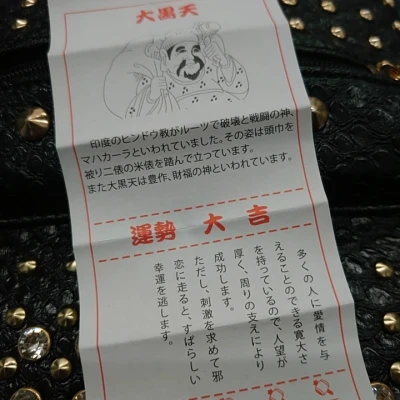 大黒天
印度のヒンドウ教がルーツで破壊と戦闘の神、
マハカーラといわれていました。その姿は頭巾を
被り二俵の米俵を踏んで立っています。
また大黒天は豊作、財福の神といわれています。
運勢 大吉
多くの人に愛情を与
えることのできる寛大さ
を持っているので、人望が
厚く、周りの支えにより
成功します。
ただし、刺激を求めて邪
恋に走ると、すばらしい
幸運を逃します。